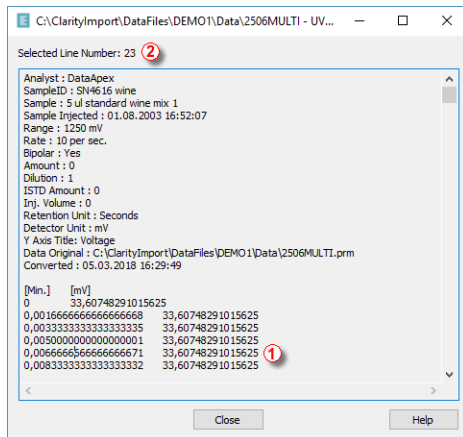 C:\ClarityImport\DataFiles\DEMO1\Data\2506MULTI - UV...
Selected Line Number: 23 2
Analyst : DataApex
SampleID : SN4616 wine
Sample : 5 ul standard wine mix 1
Sample Injected : 01.08.2003 16:52:07
Range : 1250 mV
Rate : 10 per sec.
Bipolar : Yes
Amount : 0
Dilution : 1
ISTD Amount : 0
Inj. Volume : 0
Retention Unit : Seconds
Detector Unit : mV
Y Axis Title: Voltage
Data Original : C:\ClarityImport\DataFiles\DEMO1\Data\2506MULTI.prm
Converted : 05.03.2018 16:29:49
[Min.] [mV]
0 33,60748291015625
0,0016666666666666668 33,60748291015625
0,0033333333333333335 33,60748291015625
0,0050000000000000001 33,60748291015625
0,0066666666666666671 33,60748291015625 1
0,0083333333333333332 33,60748291015625
Close Help